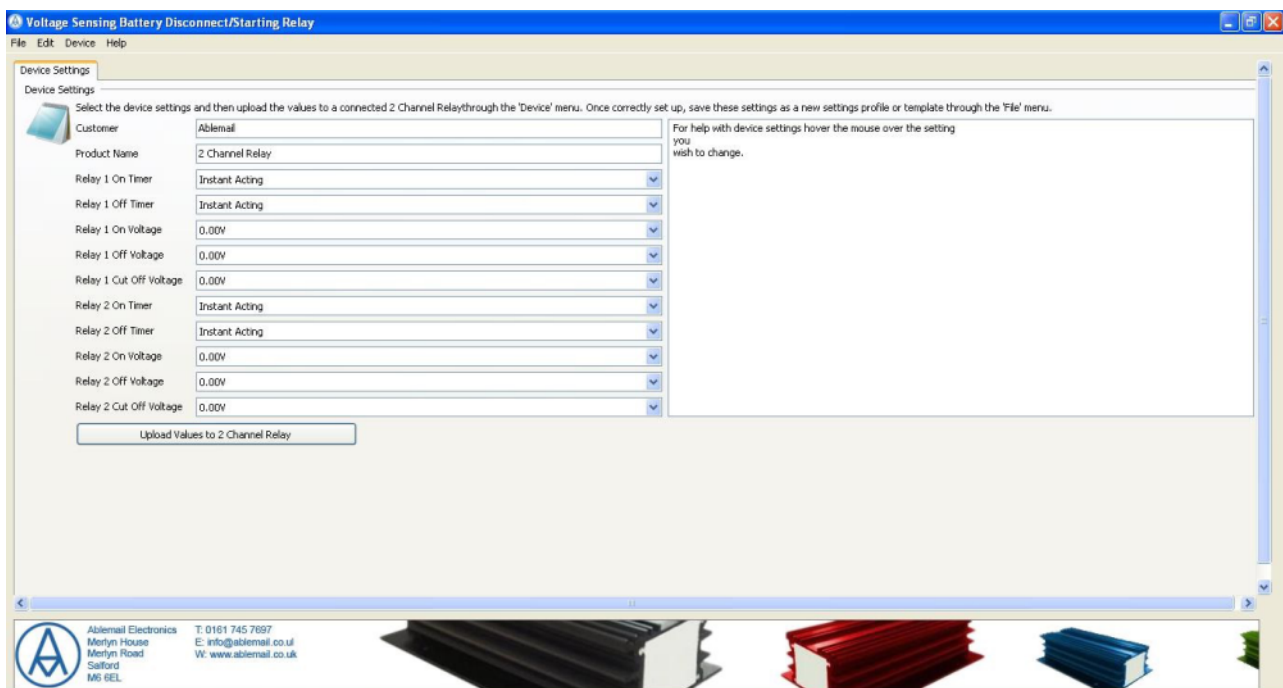 Voltage Sensing Battery Disconnect/Starting Relay
File Edit Device Help
Device Settings
Device Settings
Select the device settings and then upload the values to a connected 2 Channel Relaythrough the 'Device' menu. Once correctly set up, save these settings as a new settings profile or template through the 'File' menu.
Customer Ablemail
For help with device settings hover the mouse over the setting
you
wish to change.
Product Name 2 Channel Relay
Relay 1 On Timer Instant Acting
Relay 1 Off Timer Instant Acting
Relay 1 On Voltage 0.00V
Relay 1 Off Voltage 0.00V
Relay 1 Cut Off Voltage 0.00V
Relay 2 On Timer Instant Acting
Relay 2 Off Timer Instant Acting
Relay 2 On Voltage 0.00V
Relay 2 Off Voltage 0.00V
Relay 2 Cut Off Voltage 0.00V
Upload Values to 2 Channel Relay
Ablemail Electronics
Merlyn House
Merlyn Road
Salford
M6 6EL
T: 0161 745 7697
E: info@ablemail.co.ul
W: www.ablemail.co.uk